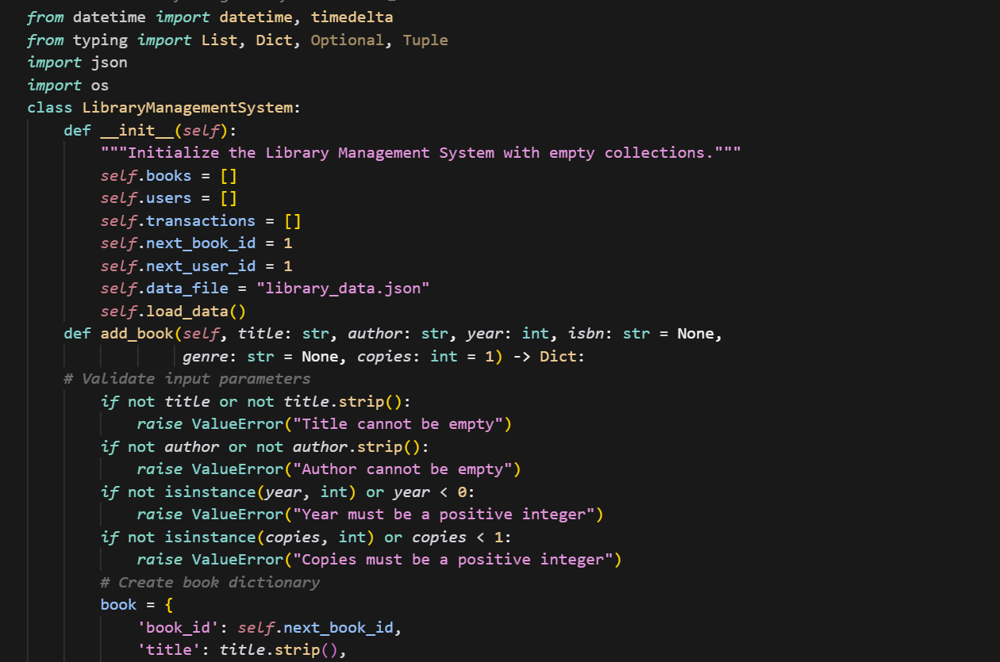 from datetime import datetime, timedelta
from typing import List, Dict, Optional, Tuple
import json
import os
class LibraryManagementSystem:
    def __init__(self):
        """Initialize the Library Management System with empty collections."""
        self.books = []
        self.users = []
        self.transactions = []
        self.next_book_id = 1
        self.next_user_id = 1
        self.data_file = "library_data.json"
        self.load_data()
    def add_book(self, title: str, author: str, year: int, isbn: str = None,
                 genre: str = None, copies: int = 1) -> Dict:
    # Validate input parameters
        if not title or not title.strip():
            raise ValueError("Title cannot be empty")
        if not author or not author.strip():
            raise ValueError("Author cannot be empty")
        if not isinstance(year, int) or year < 0:
            raise ValueError("Year must be a positive integer")
        if not isinstance(copies, int) or copies < 1:
            raise ValueError("Copies must be a positive integer")
        # Create book dictionary
        book = {
            'book_id': self.next_book_id,
            'title': title.strip(),